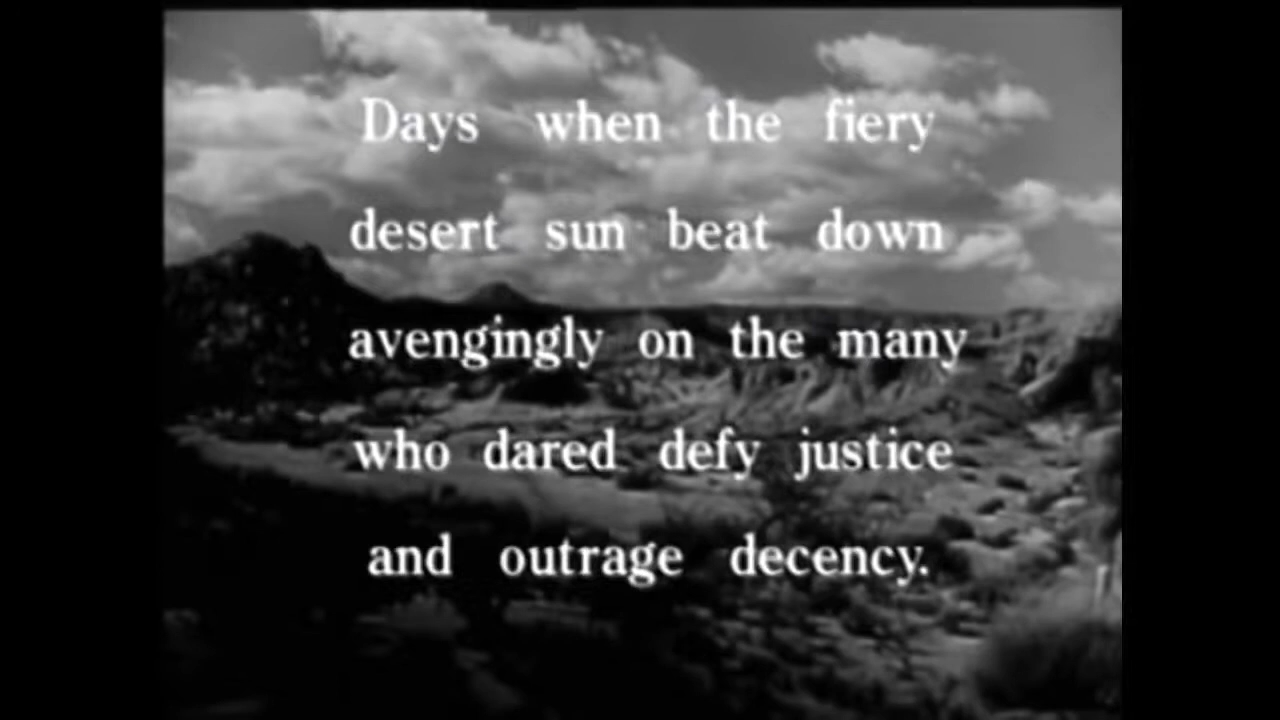 Days when the fiery
desert sun beat down
avengingly on the many
who dared defy justice
and outrage decency.